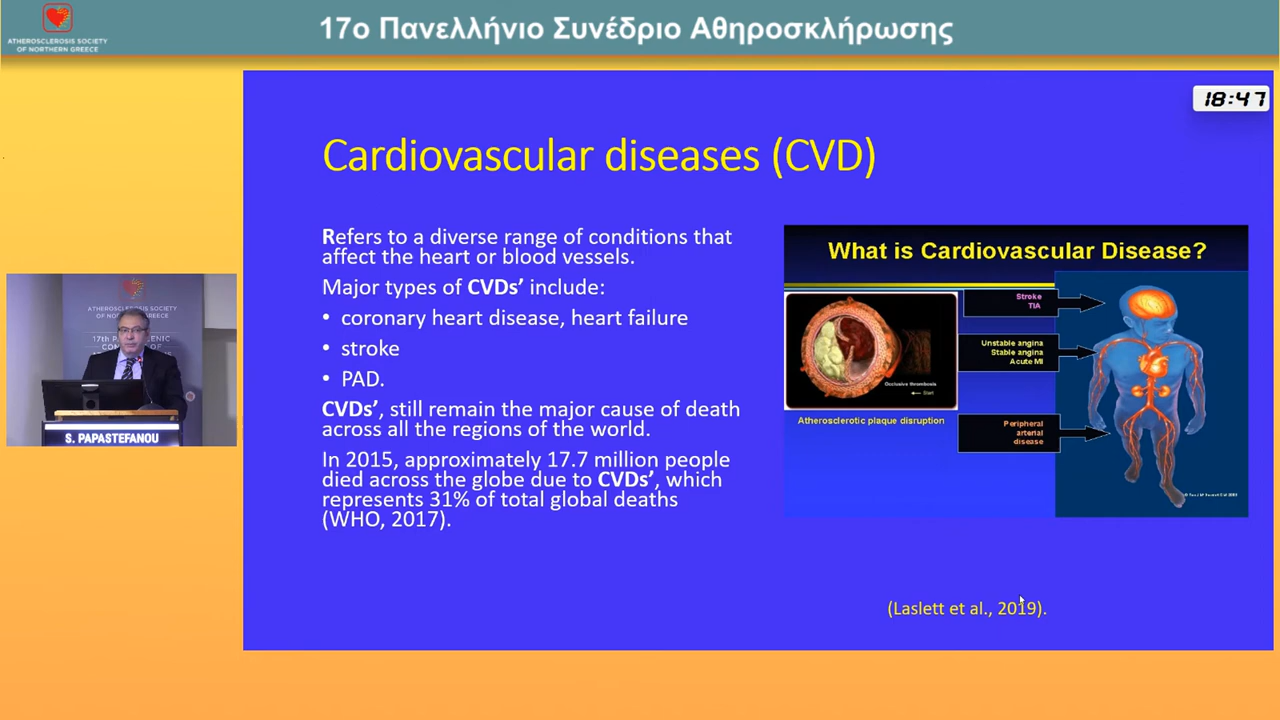 ATHEROSCLEROSIS SOCIETY
OF NORTHERN GREECE
17ο Πανελλήνιο Συνέδριο Αθηροσκλήρωσης
18:47
Cardiovascular diseases (CVD)
Refers to a diverse range of conditions that
affect the heart or blood vessels.
Major types of CVDs’ include:
• coronary heart disease, heart failure
• stroke
• PAD.
CVDs’, still remain the major cause of death
across all the regions of the world.
In 2015, approximately 17.7 million people
died across the globe due to CVDs’, which
represents 31% of total global deaths
(WHO, 2017).
What is Cardiovascular Disease?
Stroke
TIA
Unstable angina
Stable angina
Acute MI
Occlusive thrombosis
Start
Atherosclerotic plaque disruption
Peripheral
arterial
disease
(Laslett et al., 2019).
ATHEROSCLEROSIS SOCIETY
OF NORTHERN GREECE
S. PAPASTEFANOU